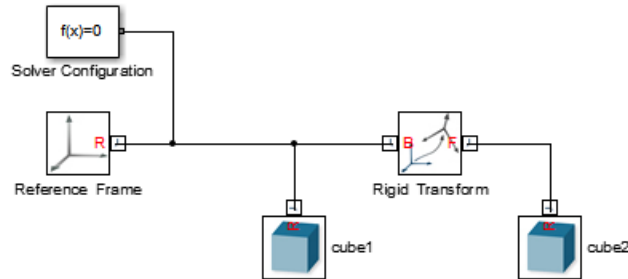 f(x)=0
Solver Configuration
R
Reference Frame
B
F
Rigid Transform
R
cube1
R
cube2